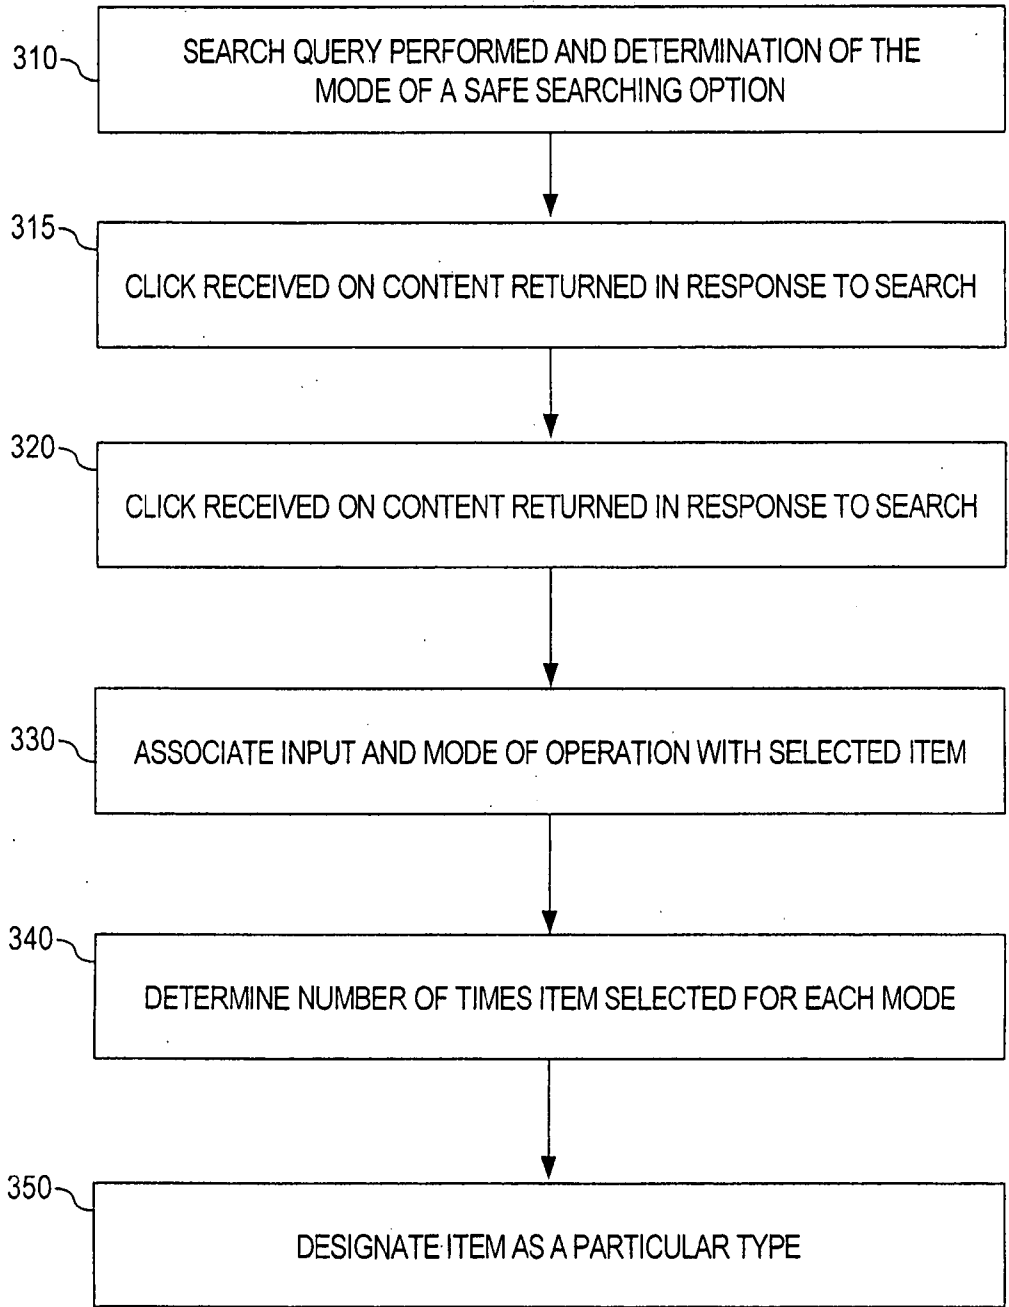 310
SEARCH QUERY PERFORMED AND DETERMINATION OF THE
MODE OF A SAFE SEARCHING OPTION
315
CLICK RECEIVED ON CONTENT RETURNED IN RESPONSE TO SEARCH
320
CLICK RECEIVED ON CONTENT RETURNED IN RESPONSE TO SEARCH
330
ASSOCIATE INPUT AND MODE OF OPERATION WITH SELECTED ITEM
340
DETERMINE NUMBER OF TIMES ITEM SELECTED FOR EACH MODE
350
DESIGNATE ITEM AS A PARTICULAR TYPE